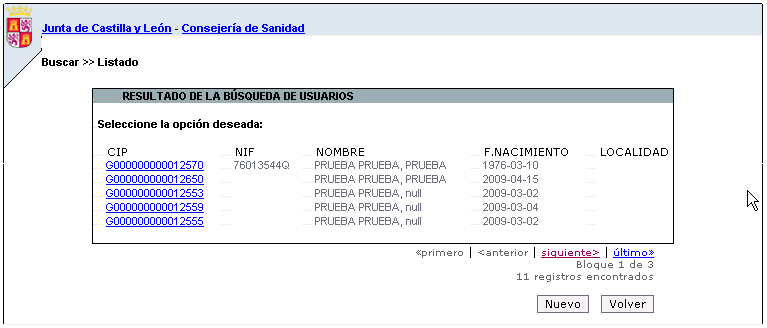 Junta de Castilla y León - Consejería de Sanidad
Buscar >> Listado
RESULTADO DE LA BÚSQUEDA DE USUARIOS
Seleccione la opción deseada:
CIP NIF NOMBRE F.NACIMIENTO LOCALIDAD
G000000000012570 76013544Q PRUEBA PRUEBA, PRUEBA 1976-03-10
G000000000012650 PRUEBA PRUEBA, PRUEBA 2009-04-15
G000000000012553 PRUEBA PRUEBA, null 2009-03-02
G000000000012559 PRUEBA PRUEBA, null 2009-03-04
G000000000012555 PRUEBA PRUEBA, null 2009-03-02
«primero | <anterior | siguiente> | último»
Bloque 1 de 3
11 registros encontrados
Nuevo Volver